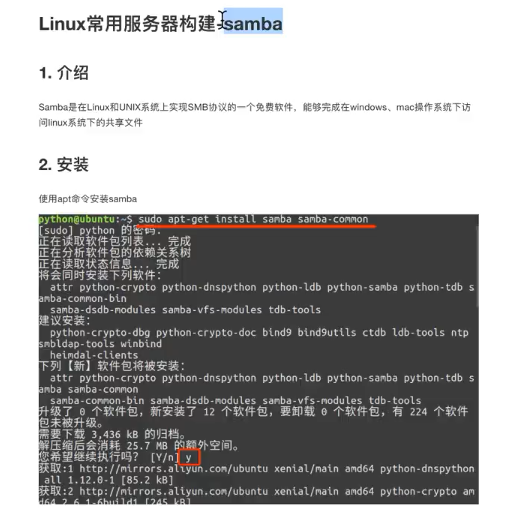 Linux常用服务器构建-samba
1. 介绍
Samba是在Linux和UNIX系统上实现SMB协议的一个免费软件，能够完成在windows、mac操作系统下访
问linux系统下的共享文件
2. 安装
使用apt命令安装samba
python@ubuntu:~$ sudo apt-get install samba samba-common
[sudo] python 的密码：
正在读取软件包列表... 完成
正在分析软件包的依赖关系树
正在读取状态信息... 完成
将会同时安装下列软件：
attr python-crypto python-dnspython python-ldb python-samba python-tdb s
amba-common-bin
samba-dsdb-modules samba-vfs-modules tdb-tools
建议安装：
python-crypto-dbg python-crypto-doc bind9 bind9utils ctdb ldb-tools ntp
smbldap-tools winbind
heimdal-clients
下列【新】软件包将被安装：
attr python-crypto python-dnspython python-ldb python-samba python-tdb s
amba samba-common
samba-common-bin samba-dsdb-modules samba-vfs-modules tdb-tools
升级了 0 个软件包，新安装了 12 个软件包，要卸载 0 个软件包，有 224 个软件
包未被升级。
需要下载 3,436 kB 的归档。
解压缩后会消耗 25.7 MB 的额外空间。
您希望继续执行吗？ [Y/n] y
获取:1 http://mirrors.aliyun.com/ubuntu xenial/main amd64 python-dnspython
all 1.12.0-1 [85.2 kB]
获取:2 http://mirrors.aliyun.com/ubuntu xenial/main amd64 python-crypto am
d64 2.6.1-6build1 [245 kB]